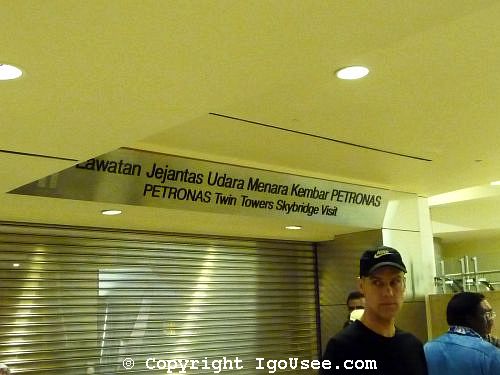 Lawatan Jejantas Udara Menara Kembar PETRONAS
PETRONAS Twin Towers Skybridge Visit
© Copyright IgoUsee.com